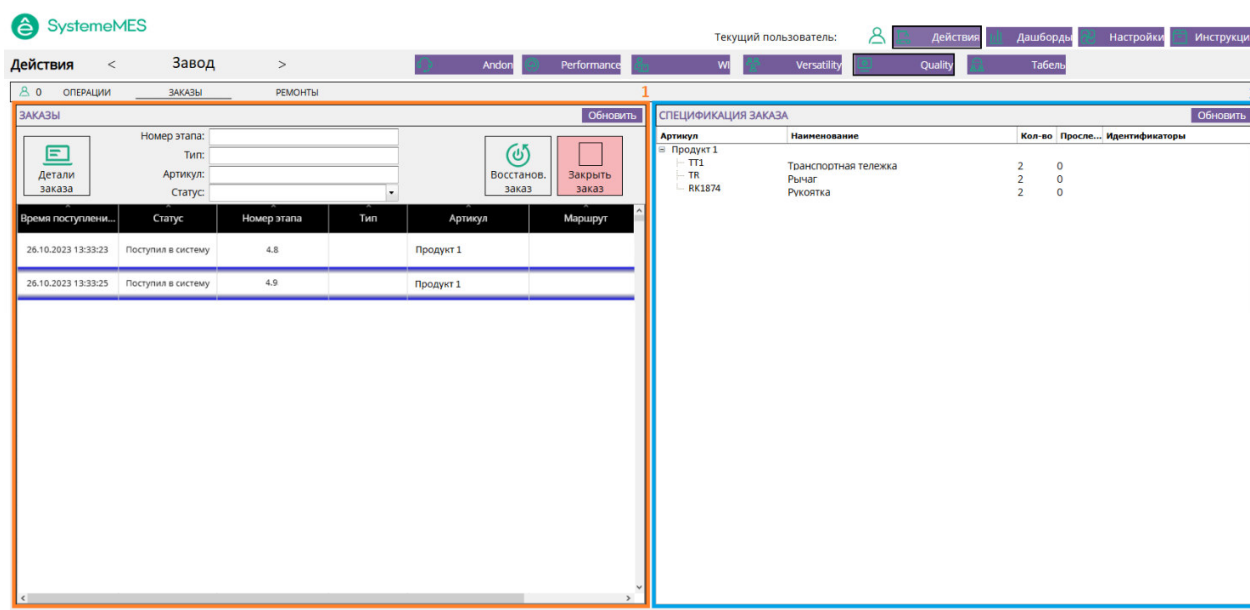 SystemeMES
Текущий пользователь:
Действия
Дашборды
Настройки
Инструкци
Действия < Завод >
Andon
Performance
WI
Versatility
Quality
Табель
0 ОПЕРАЦИИ ЗАКАЗЫ РЕМОНТЫ
1
ЗАКАЗЫ
Обновить
Детали
заказа
Номер этапа:
Тип:
Артикул:
Статус:
Восстанов.
заказ
Закрыть
заказ
Время поступлени... Статус Номер этапа Тип Артикул Маршрут
26.10.2023 13:33:23 Поступил в систему 4.8 Продукт 1
26.10.2023 13:33:25 Поступил в систему 4.9 Продукт 1
СПЕЦИФИКАЦИЯ ЗАКАЗА
Обновить
Артикул Наименование Кол-во Просле... Идентификаторы
Продукт 1
TT1 Транспортная тележка 2 0
TR Рычаг 2 0
RK1874 Рукоятка 2 0